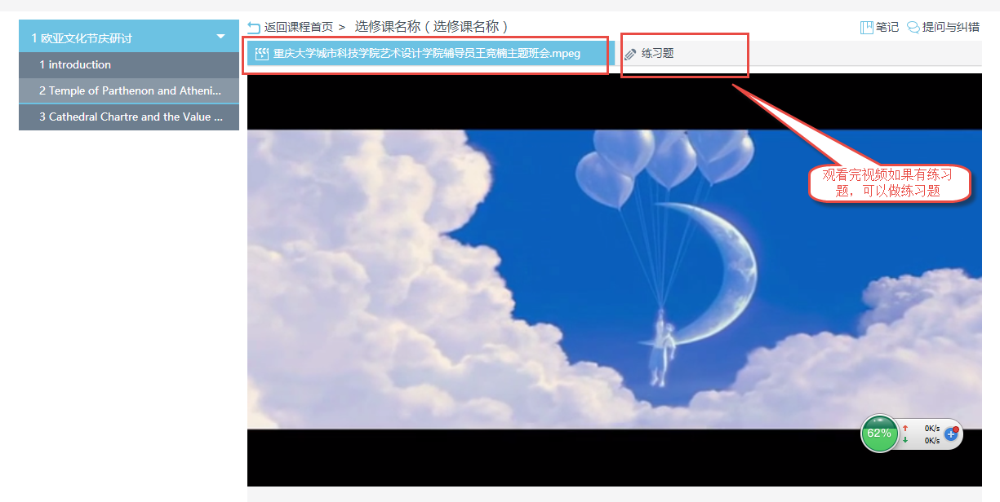 返回课程首页 > 选修课名称（选修课名称）
笔记
提问与纠错
1 欧亚文化节庆研讨
1 introduction
2 Temple of Parthenon and Atheni...
3 Cathedral Chartre and the Value ...
重庆大学城市科技学院艺术设计学院辅导员王竟楠主题班会.mpeg
练习题
观看完视频如果有练习
题，可以做练习题
62%
0K/s
0K/s